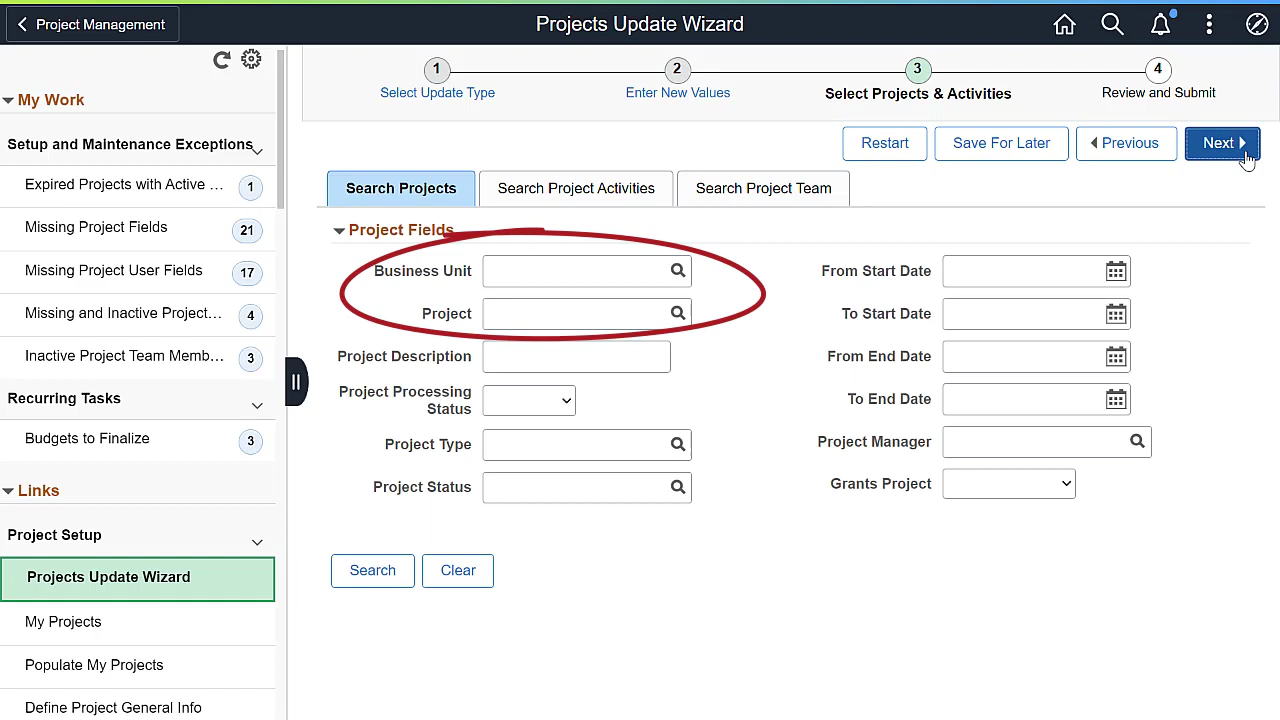 Project Management
Projects Update Wizard
My Work
Setup and Maintenance Exceptions
Expired Projects with Active ... 1
Missing Project Fields 21
Missing Project User Fields 17
Missing and Inactive Project... 4
Inactive Project Team Memb... 3
Recurring Tasks
Budgets to Finalize 3
Links
Project Setup
Projects Update Wizard
My Projects
Populate My Projects
Define Project General Info
1 2 3 4
Select Update Type Enter New Values Select Projects & Activities Review and Submit
Restart Save For Later Previous Next
Search Projects Search Project Activities Search Project Team
Project Fields
Business Unit
Project
Project Description
Project Processing
Status
Project Type
Project Status
From Start Date
To Start Date
From End Date
To End Date
Project Manager
Grants Project
Search Clear